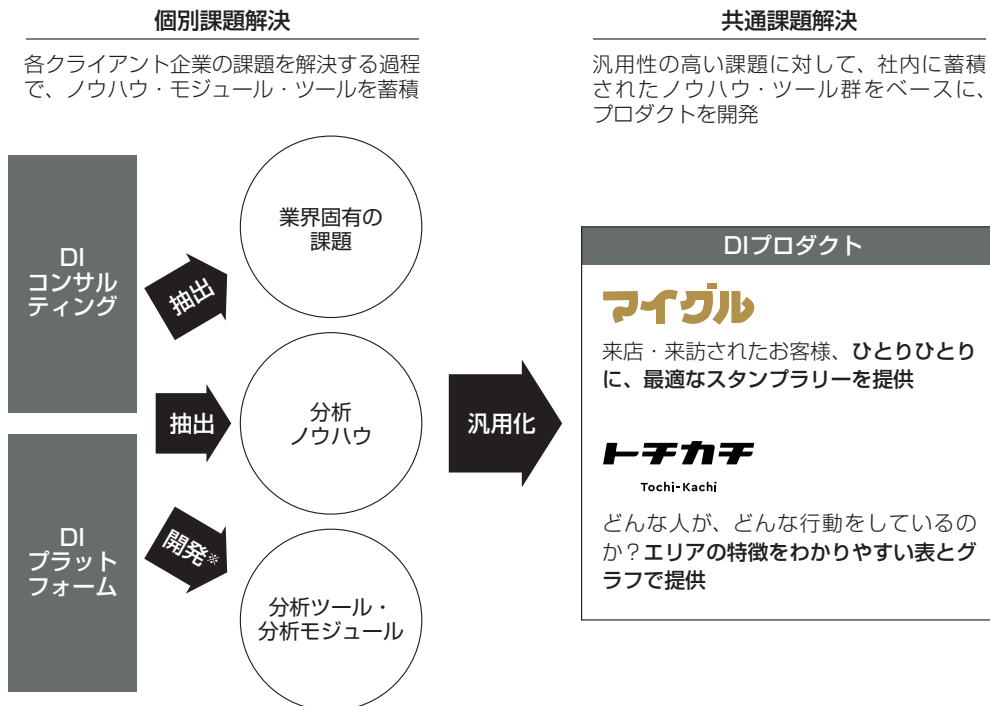 個別課題解決
各クライアント企業の課題を解決する過程
で、ノウハウ・モジュール・ツールを蓄積
DI
コンサル
ティング
DI
プラット
フォーム
抽出
抽出
開発※
業界固有の
課題
分析
ノウハウ
分析ツール・
分析モジュール
汎用化
共通課題解決
汎用性の高い課題に対して、社内に蓄積
されたノウハウ・ツール群をベースに、
プロダクトを開発
DIプロダクト
マイグル
来店・来訪されたお客様、ひとりひとり
に、最適なスタンプラリーを提供
トチカチ
Tochi-Kachi
どんな人が、どんな行動をしているの
か？エリアの特徴をわかりやすい表とグ
ラフで提供